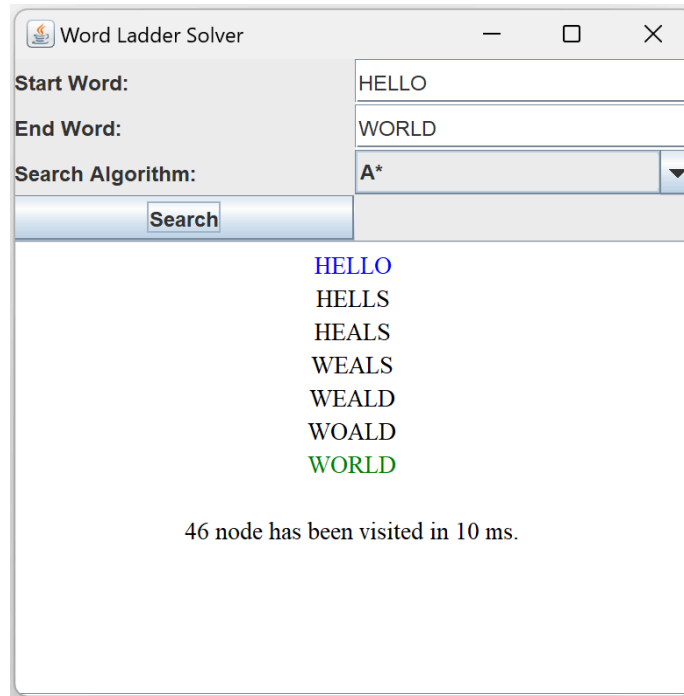 Word Ladder Solver
Start Word: HELLO
End Word: WORLD
Search Algorithm: A*
Search
HELLO
HELLS
HEALS
WEALS
WEALD
WOALD
WORLD
46 node has been visited in 10 ms.